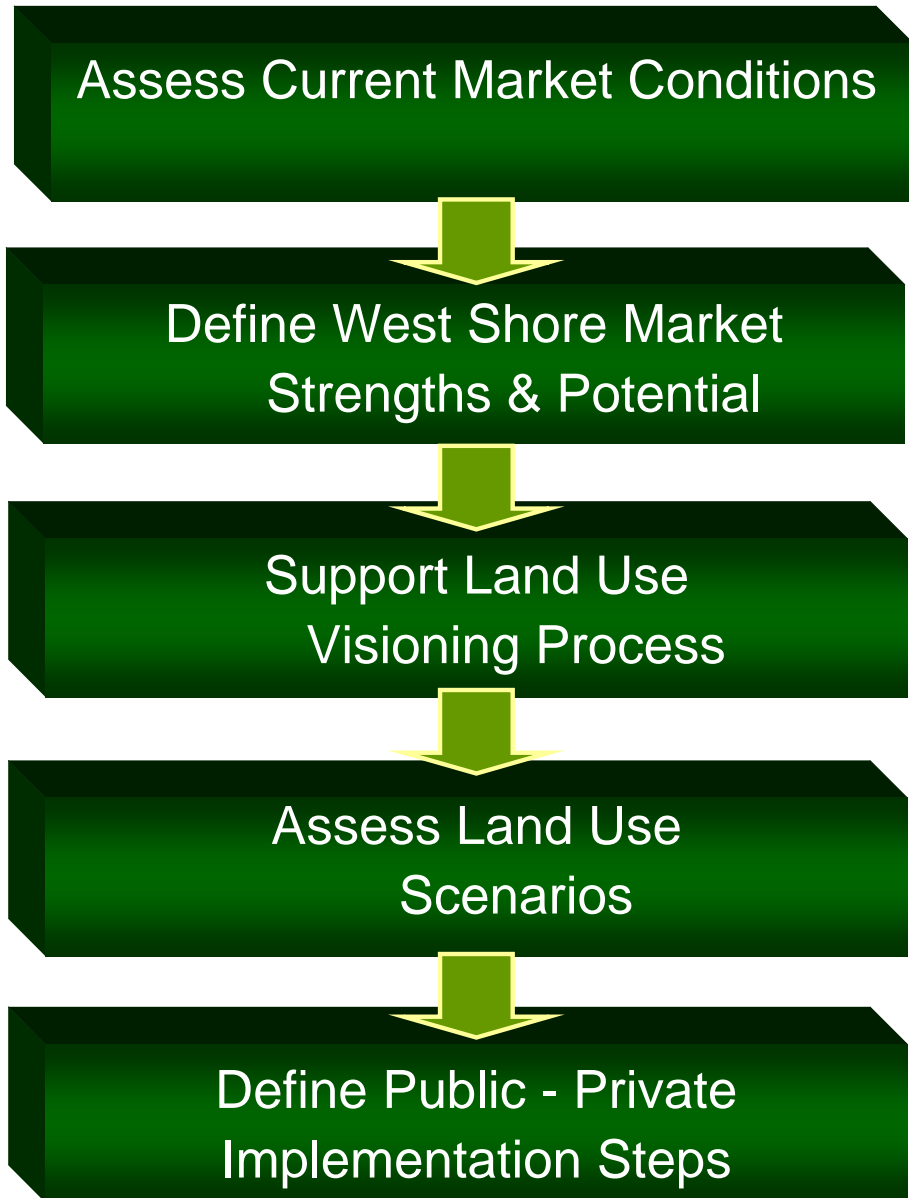 Assess Current Market Conditions
Define West Shore Market
Strengths & Potential
Support Land Use
Visioning Process
Assess Land Use
Scenarios
Define Public - Private
Implementation Steps